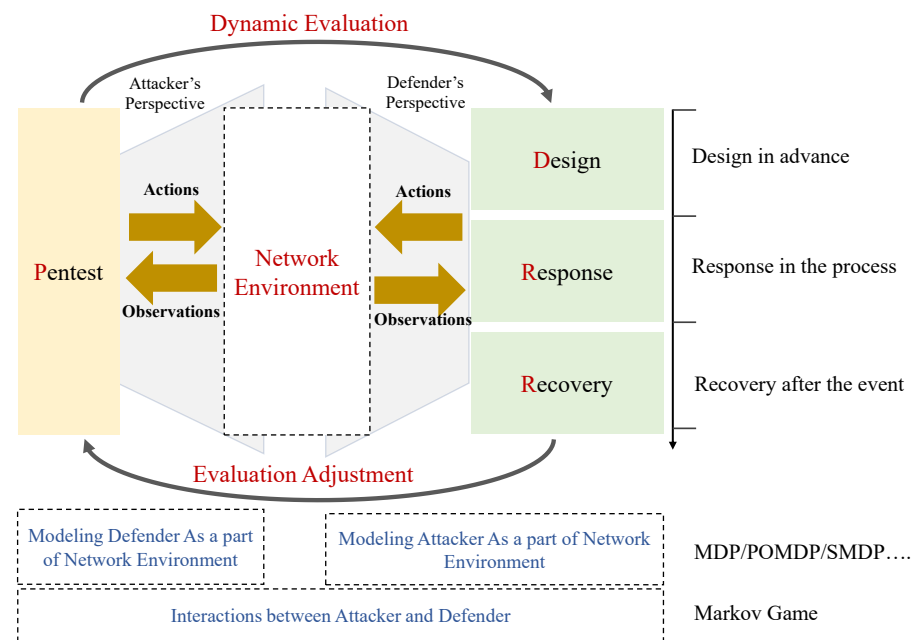 Dynamic Evaluation
Attacker's
Perspective
Defender's
Perspective
Design
Design in advance
Actions
Actions
Pentest
Network
Environment
Response
Response in the process
Observations
Observations
Recovery
Recovery after the event
Evaluation Adjustment
Modeling Defender As a part
of Network Environment
Modeling Attacker As a part of Network
Environment
MDP/POMDP/SMDP….
Interactions between Attacker and Defender
Markov Game